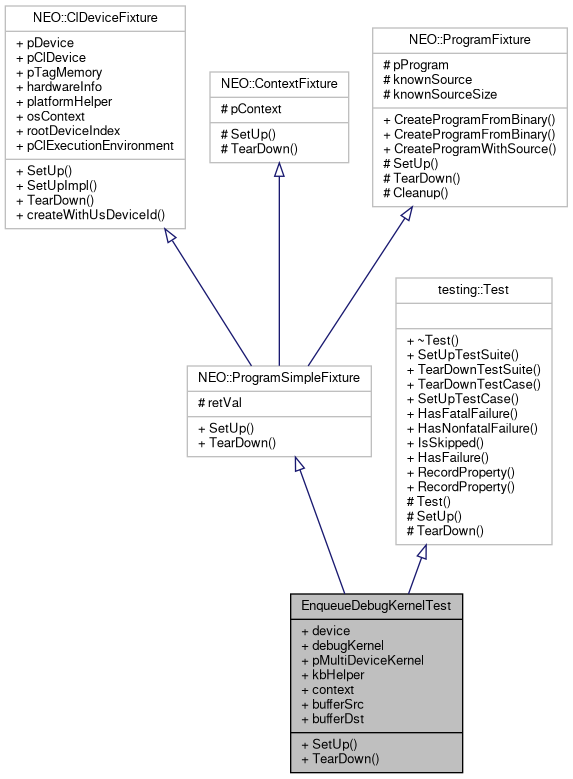 NEO::ClDeviceFixture
+ pDevice
+ pClDevice
+ pTagMemory
+ hardwareInfo
+ platformHelper
+ osContext
+ rootDeviceIndex
+ pClExecutionEnvironment
+ SetUp()
+ SetUpImpl()
+ TearDown()
+ createWithUsDeviceId()
NEO::ContextFixture
# pContext
# SetUp()
# TearDown()
NEO::ProgramFixture
# pProgram
# knownSource
# knownSourceSize
+ CreateProgramFromBinary()
+ CreateProgramFromBinary()
+ CreateProgramWithSource()
# SetUp()
# TearDown()
# Cleanup()
NEO::ProgramSimpleFixture
# retVal
+ SetUp()
+ TearDown()
testing::Test
+ ~Test()
+ SetUpTestSuite()
+ TearDownTestSuite()
+ TearDownTestCase()
+ SetUpTestCase()
+ HasFatalFailure()
+ HasNonfatalFailure()
+ IsSkipped()
+ HasFailure()
+ RecordProperty()
+ RecordProperty()
# Test()
# SetUp()
# TearDown()
EnqueueDebugKernelTest
+ device
+ debugKernel
+ pMultiDeviceKernel
+ kbHelper
+ context
+ bufferSrc
+ bufferDst
+ SetUp()
+ TearDown()